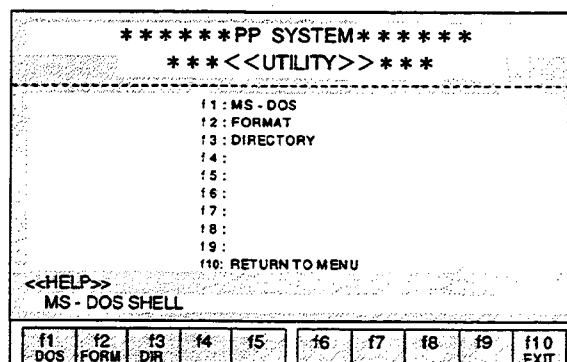 ******PP SYSTEM******
***<<UTILITY>>***
f1: MS-DOS
f2: FORMAT
f3: DIRECTORY
f4:
f5:
f6:
f7:
f8:
f9:
f10: RETURN TO MENU
<<HELP>>
MS-DOS SHELL
f1 f2 f3 f4 f5 f6 f7 f8 f9 f10
DOS FORM DIR EXIT